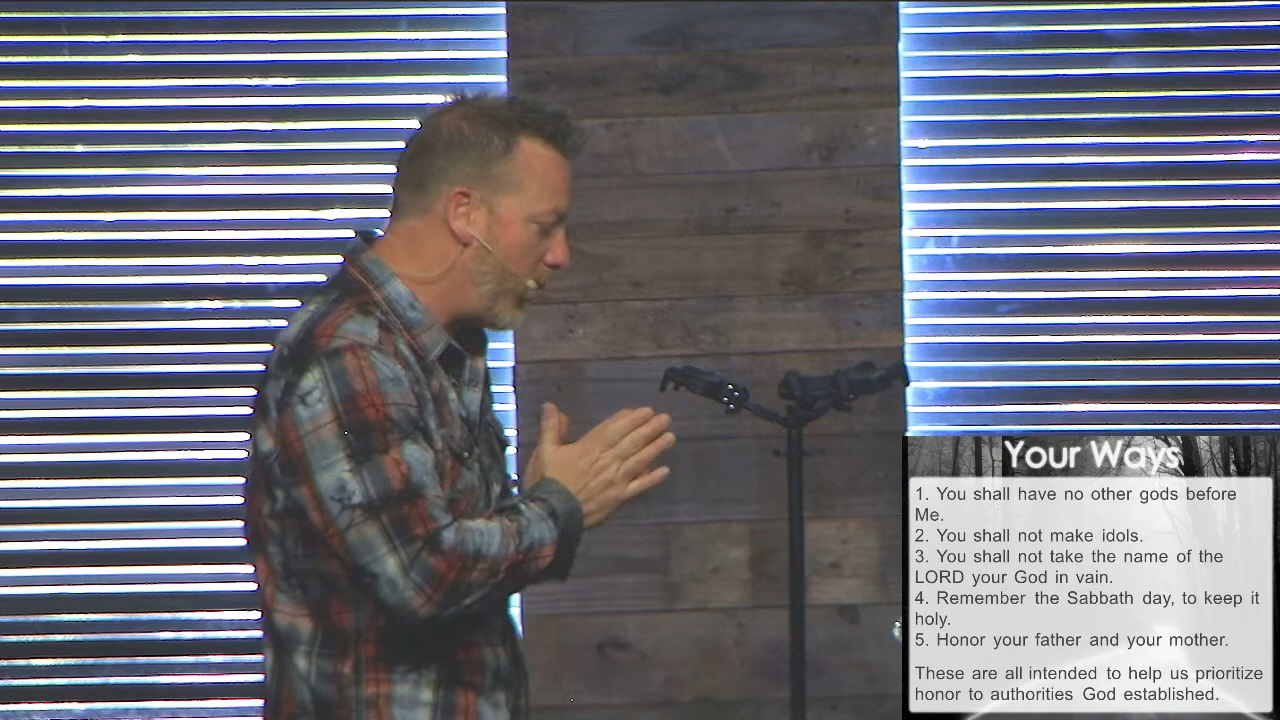 Your Ways
1. You shall have no other gods before
Me.
2. You shall not make idols.
3. You shall not take the name of the
LORD your God in vain.
4. Remember the Sabbath day, to keep it
holy.
5. Honor your father and your mother.
These are all intended to help us prioritize
honor to authorities God established.